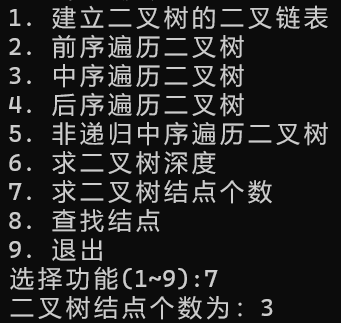 1. 建立二叉树的二叉链表
2. 前序遍历二叉树
3. 中序遍历二叉树
4. 后序遍历二叉树
5. 非递归中序遍历二叉树
6. 求二叉树深度
7. 求二叉树结点个数
8. 查找结点
9. 退出
选择功能(1~9):7
二叉树结点个数为: 3